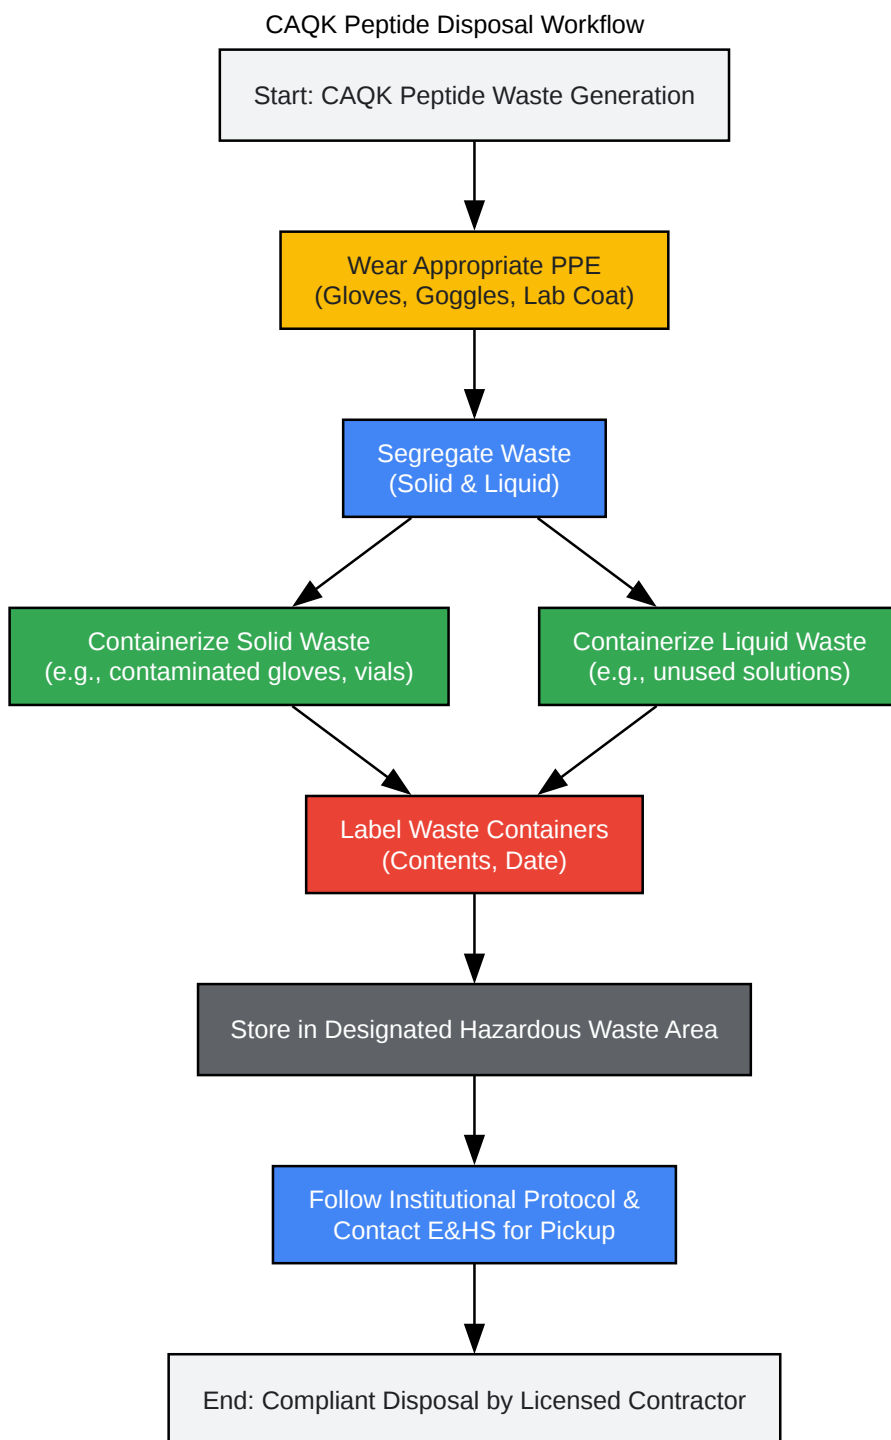 CAQK Peptide Disposal Workflow
Start: CAQK Peptide Waste Generation
Wear Appropriate PPE
(Gloves, Goggles, Lab Coat)
Segregate Waste
(Solid & Liquid)
Containerize Solid Waste
(e.g., contaminated gloves, vials)
Containerize Liquid Waste
(e.g., unused solutions)
Label Waste Containers
(Contents, Date)
Store in Designated Hazardous Waste Area
Follow Institutional Protocol &
Contact E&HS for Pickup
End: Compliant Disposal by Licensed Contractor